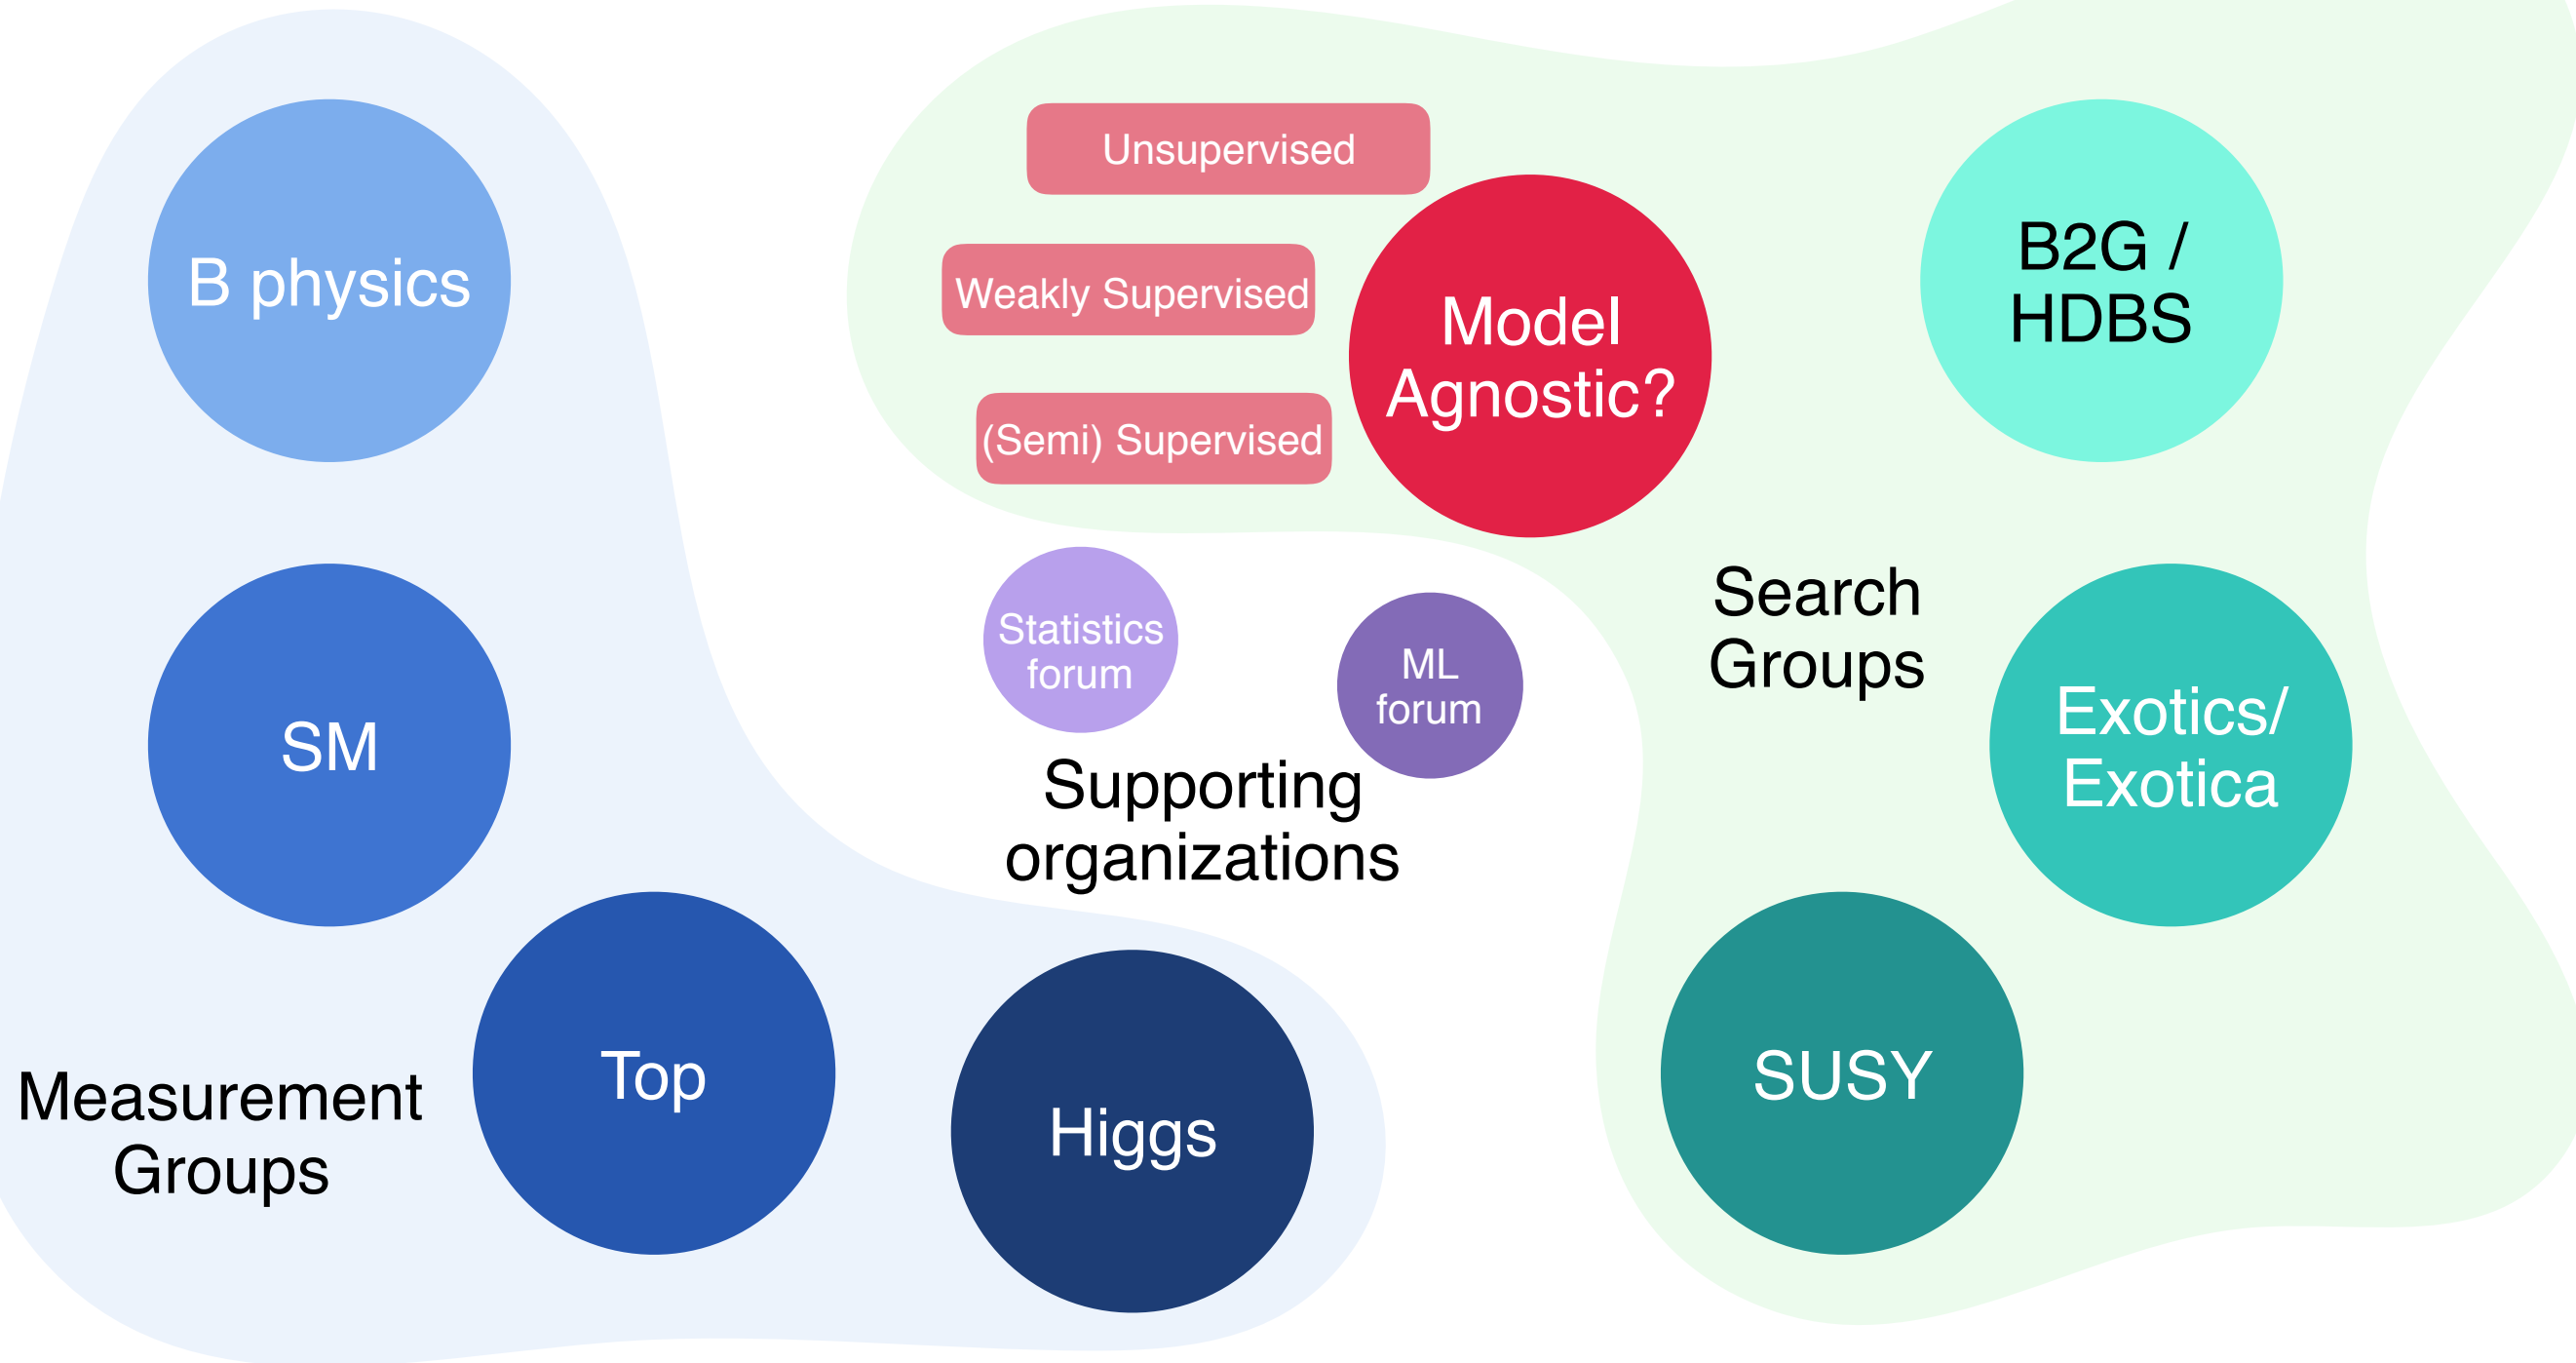 B physics
SM
Top
Higgs
Measurement
Groups
Unsupervised
Weakly Supervised
(Semi) Supervised
Model
Agnostic?
Statistics
forum
ML
forum
Supporting
organizations
Search
Groups
B2G /
HDBS
Exotics/
Exotica
SUSY